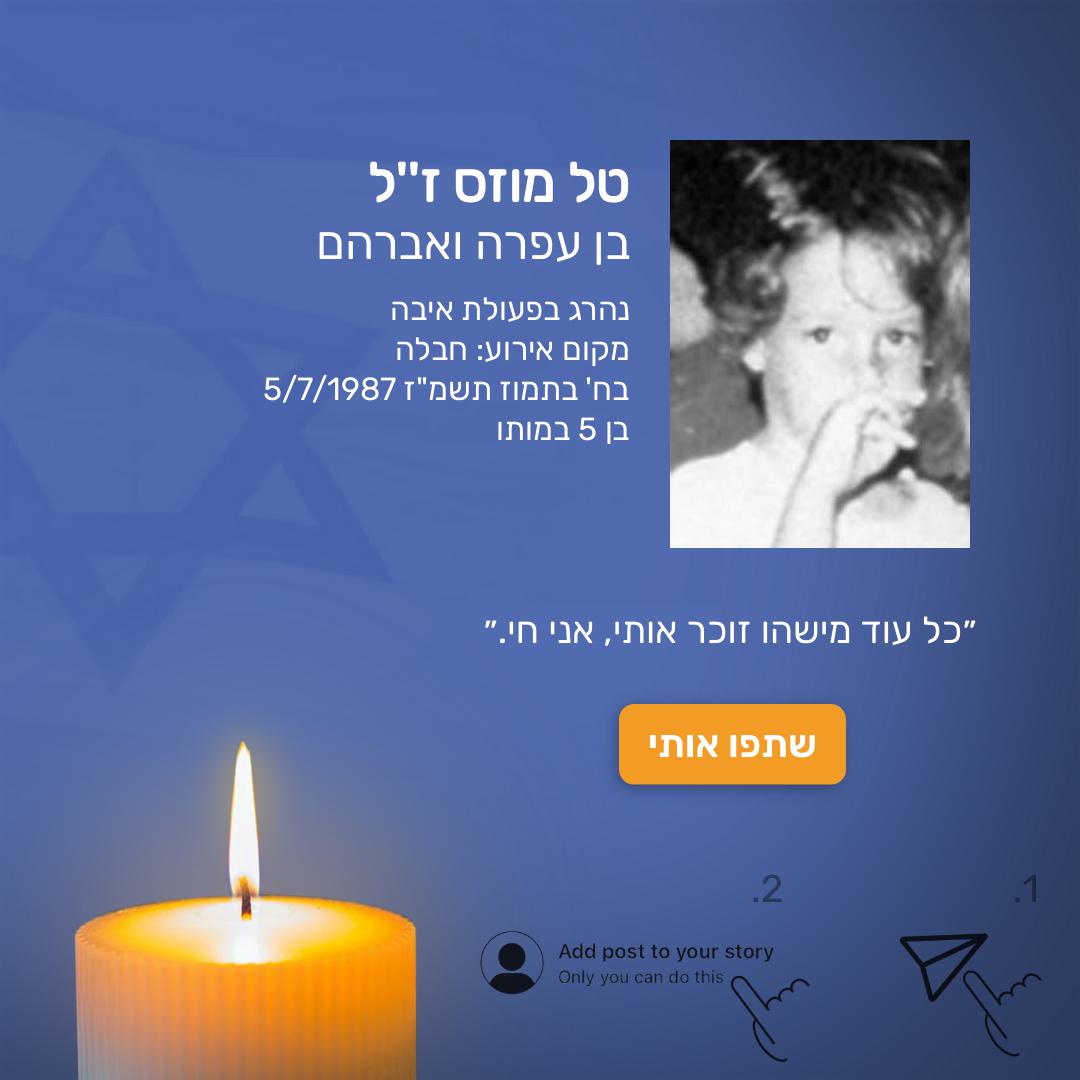 טל מוזס ז"ל
בן עפרה ואברהם
נהרג בפעולת איבה
מקום אירוע: חבלה
בח' בתמוז תשמ"ז 5/7/1987
בן 5 במותו
״כל עוד מישהו זוכר אותי, אני חי.״
שתפו אותי
1.
2.
Add post to your story
Only you can do this